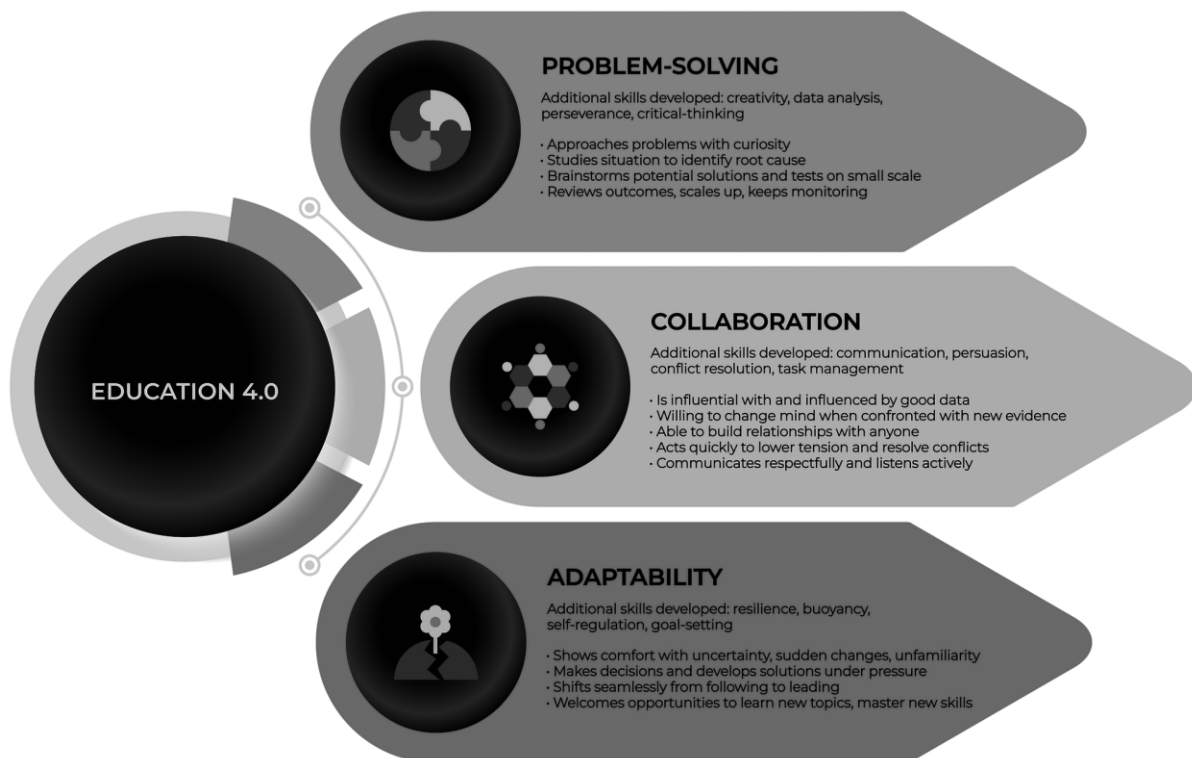 EDUCATION 4.0
PROBLEM-SOLVING
Additional skills developed: creativity, data analysis,
perseverance, critical-thinking
· Approaches problems with curiosity
· Studies situation to identify root cause
· Brainstorms potential solutions and tests on small scale
· Reviews outcomes, scales up, keeps monitoring
COLLABORATION
Additional skills developed: communication, persuasion,
conflict resolution, task management
· Is influential with and influenced by good data
· Willing to change mind when confronted with new evidence
· Able to build relationships with anyone
· Acts quickly to lower tension and resolve conflicts
· Communicates respectfully and listens actively
ADAPTABILITY
Additional skills developed: resilience, buoyancy,
self-regulation, goal-setting
· Shows comfort with uncertainty, sudden changes, unfamiliarity
· Makes decisions and develops solutions under pressure
· Shifts seamlessly from following to leading
· Welcomes opportunities to learn new topics, master new skills